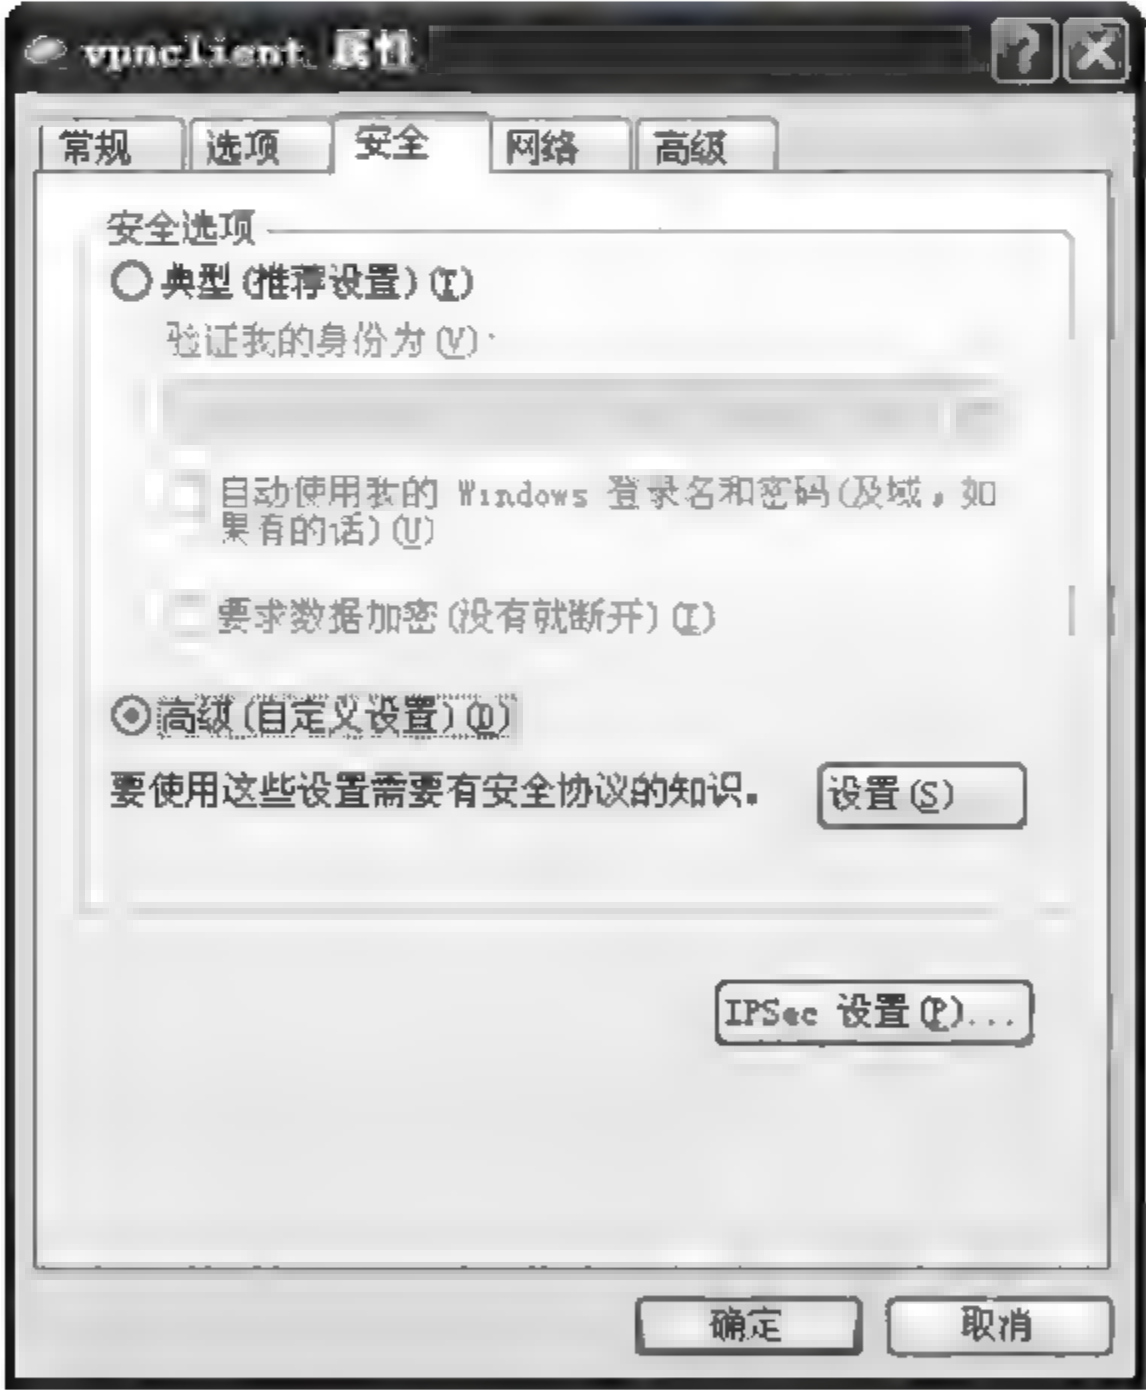 vpnclient 属性
常规 选项 安全 网络 高级
安全选项
典型(推荐设置)(T)
验证我的身份为(V):
自动使用我的 Windows 登录名和密码(及域,如
果有的话)(U)
要求数据加密(没有就断开)(I)
高级(自定义设置)(D)
要使用这些设置需要有安全协议的知识。 设置(S)
IPSec 设置(P)...
确定 取消